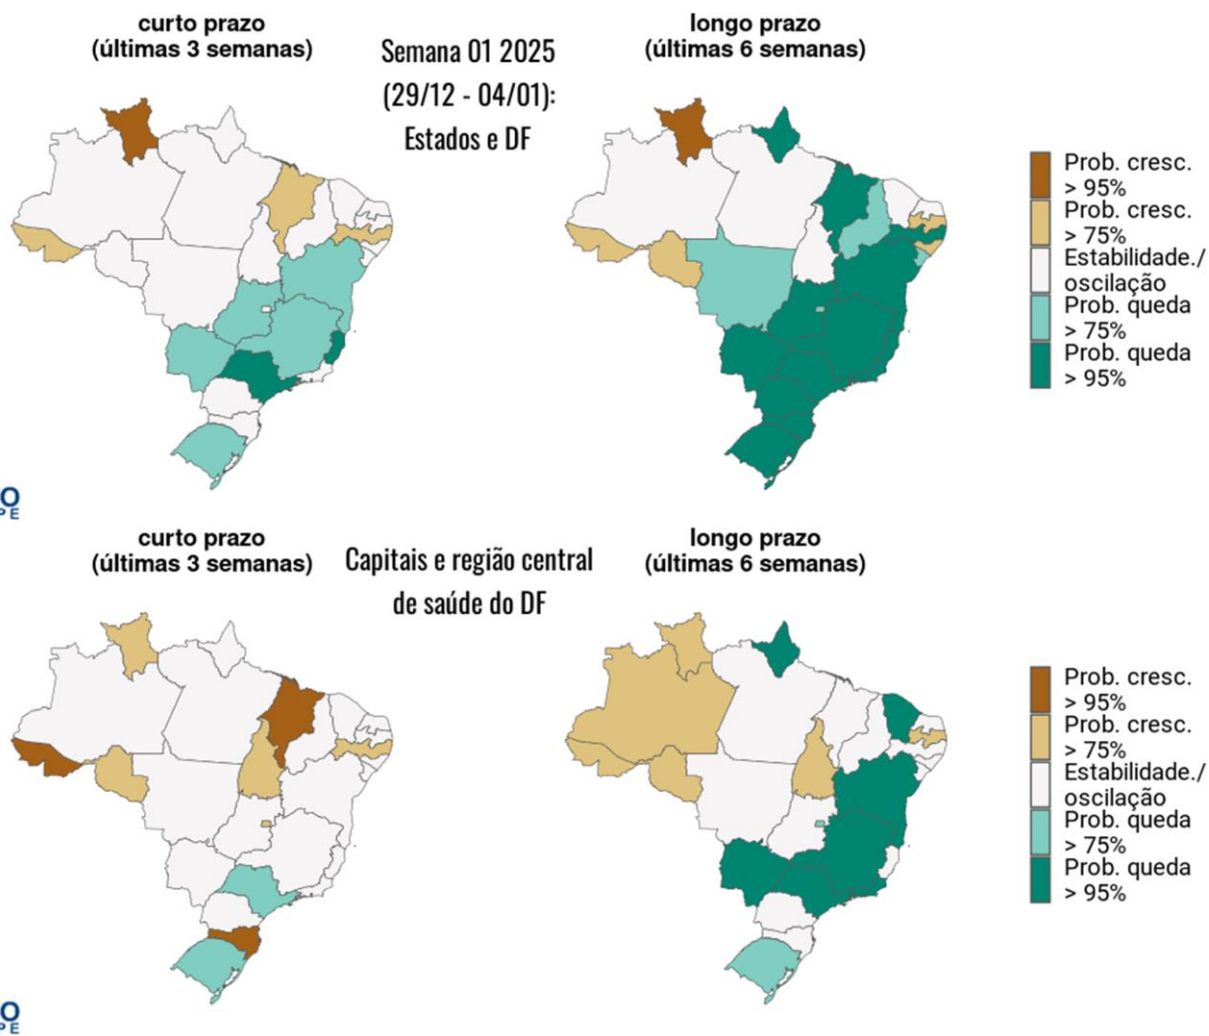 curto prazo
(últimas 3 semanas)
Semana 01 2025
(29/12 - 04/01):
Estados e DF
longo prazo
(últimas 6 semanas)
Prob. cresc.
> 95%
Prob. cresc.
> 75%
Estabilidade./
oscilação
Prob. queda
> 75%
Prob. queda
> 95%
O
PE
curto prazo
(últimas 3 semanas)
Capitais e região central
de saúde do DF
longo prazo
(últimas 6 semanas)
Prob. cresc.
> 95%
Prob. cresc.
> 75%
Estabilidade./
oscilação
Prob. queda
> 75%
Prob. queda
> 95%
O
PE